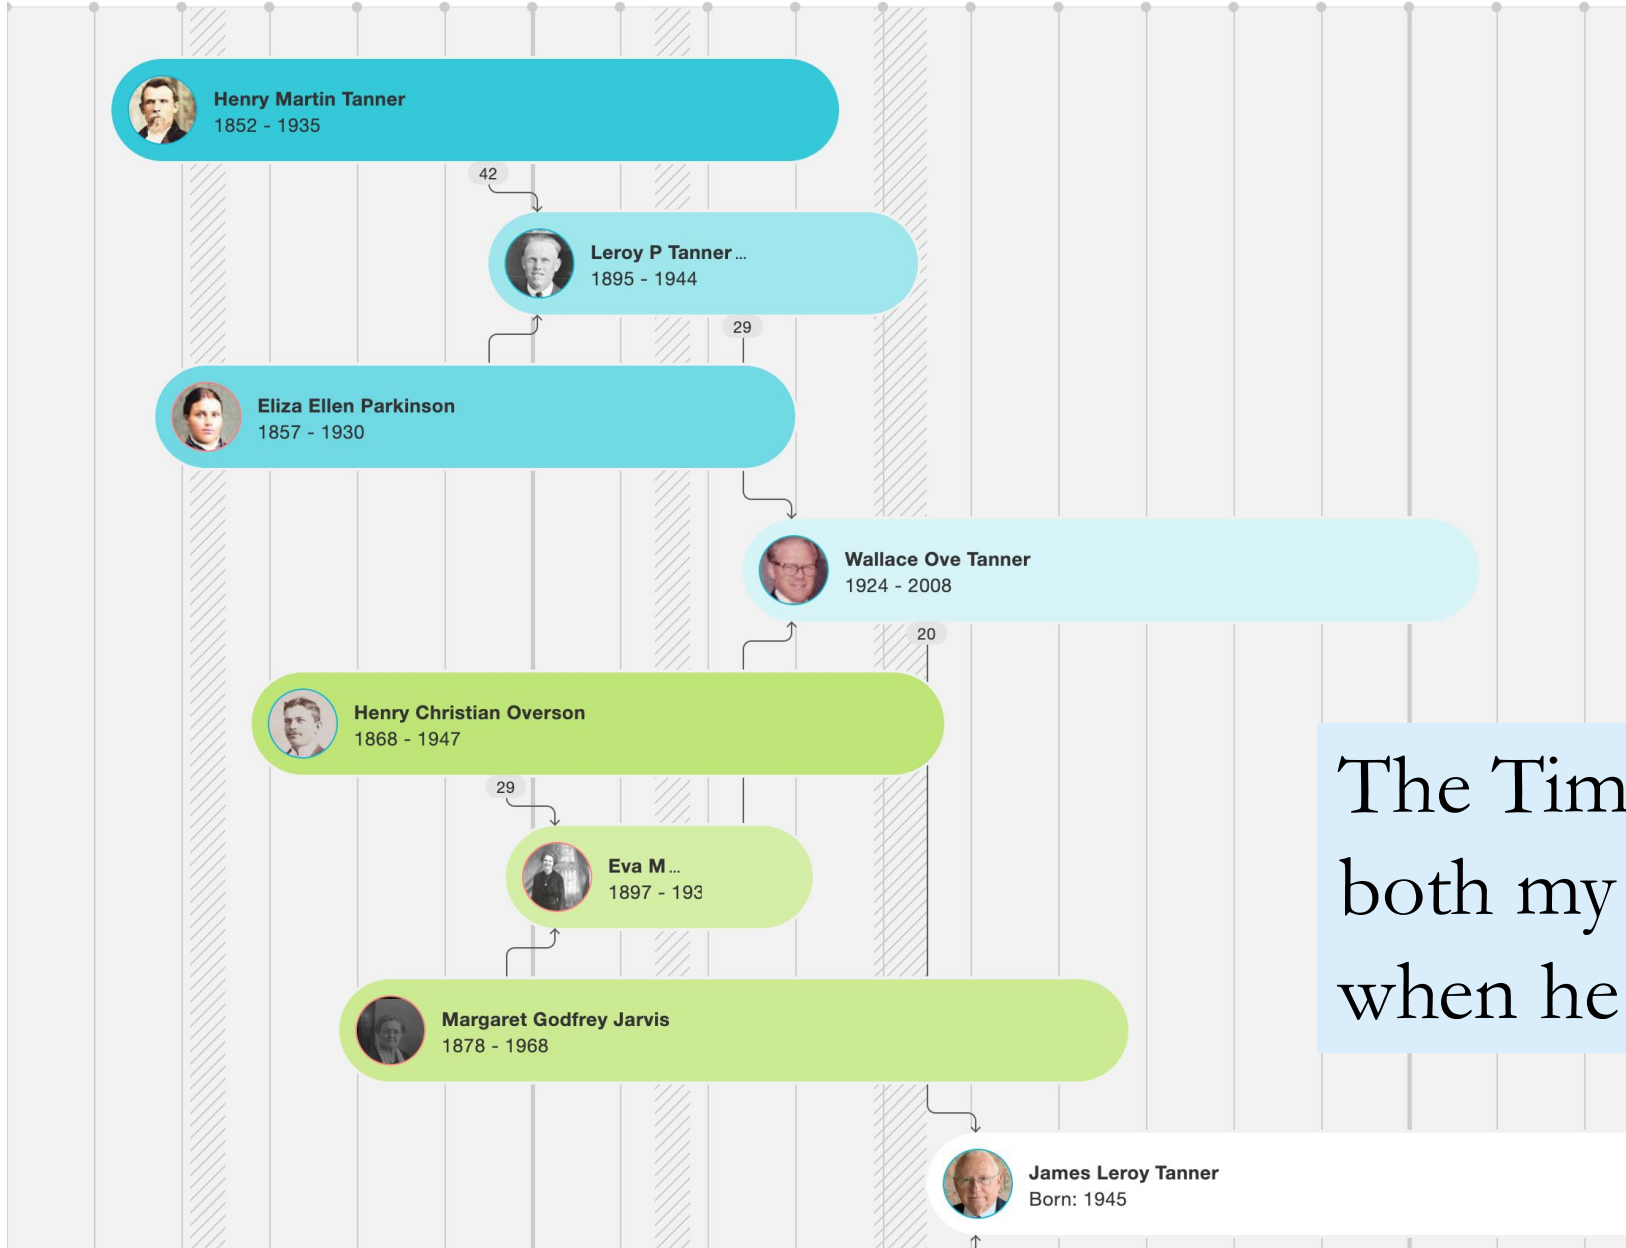 Henry Martin Tanner
1852 - 1935
42
Leroy P Tanner...
1895 - 1944
29
Eliza Ellen Parkinson
1857 - 1930
Wallace Ove Tanner
1924 - 2008
20
Henry Christian Overson
1868 - 1947
29
The Tim
both my
when he
Eva M...
1897 - 193
Margaret Godfrey Jarvis
1878 - 1968
James Leroy Tanner
Born: 1945